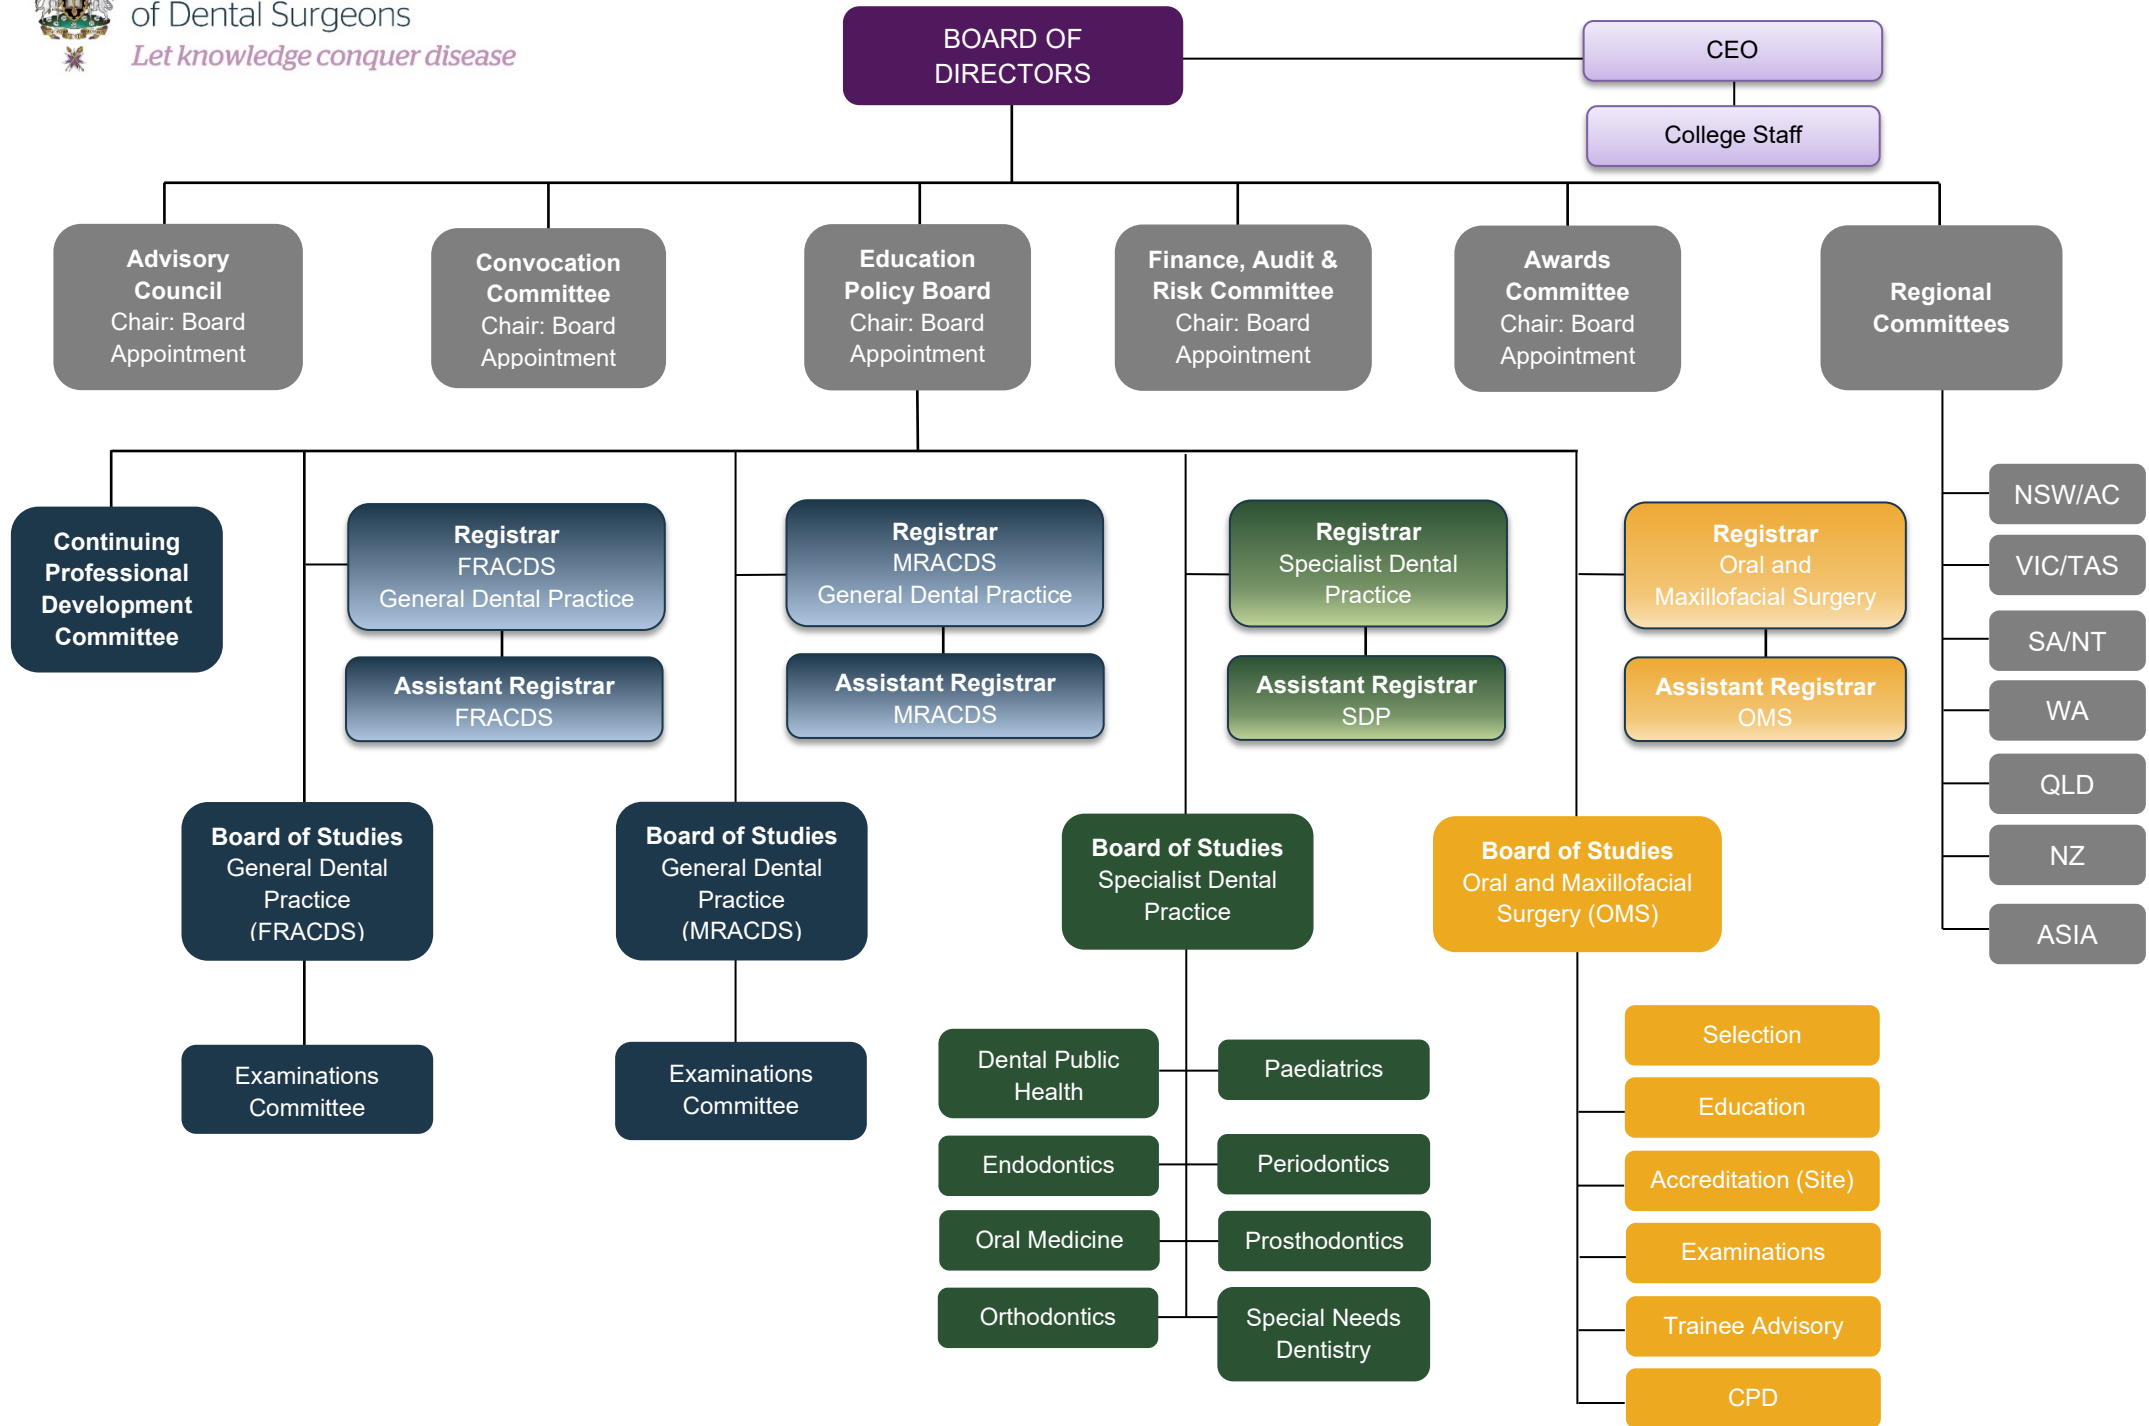 of Dental Surgeons
Let knowledge conquer disease
BOARD OF
DIRECTORS
CEO
College Staff
Advisory
Council
Chair: Board
Appointment
Convocation
Committee
Chair: Board
Appointment
Education
Policy Board
Chair: Board
Appointment
Finance, Audit &
Risk Committee
Chair: Board
Appointment
Awards
Committee
Chair: Board
Appointment
Regional
Committees
NSW/AC
VIC/TAS
SA/NT
WA
QLD
NZ
ASIA
Continuing
Professional
Development
Committee
Registrar
FRACDS
General Dental Practice
Assistant Registrar
FRACDS
Registrar
MRACDS
General Dental Practice
Assistant Registrar
MRACDS
Registrar
Specialist Dental
Practice
Assistant Registrar
SDP
Registrar
Oral and
Maxillofacial Surgery
Assistant Registrar
OMS
Board of Studies
General Dental
Practice
(FRACDS)
Examinations
Committee
Board of Studies
General Dental
Practice
(MRACDS)
Examinations
Committee
Board of Studies
Specialist Dental
Practice
Dental Public
Health
Paediatrics
Endodontics
Periodontics
Oral Medicine
Prosthodontics
Orthodontics
Special Needs
Dentistry
Board of Studies
Oral and Maxillofacial
Surgery (OMS)
Selection
Education
Accreditation (Site)
Examinations
Trainee Advisory
CPD